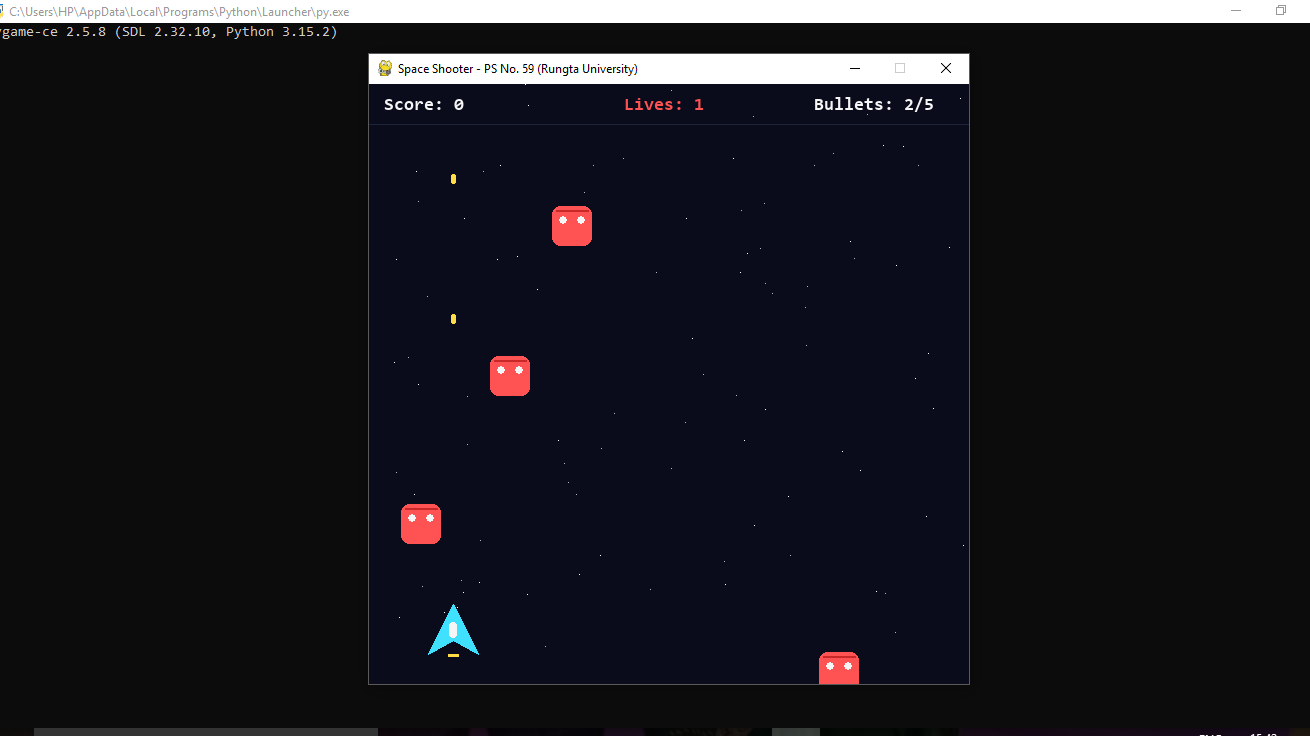 C:\Users\HP\AppData\Local\Programs\Python\Launcher\py.exe
game-ce 2.5.8 (SDL 2.32.10, Python 3.15.2)
Space Shooter - PS No. 59 (Rungta University)
Score: 0
Lives: 1
Bullets: 2/5